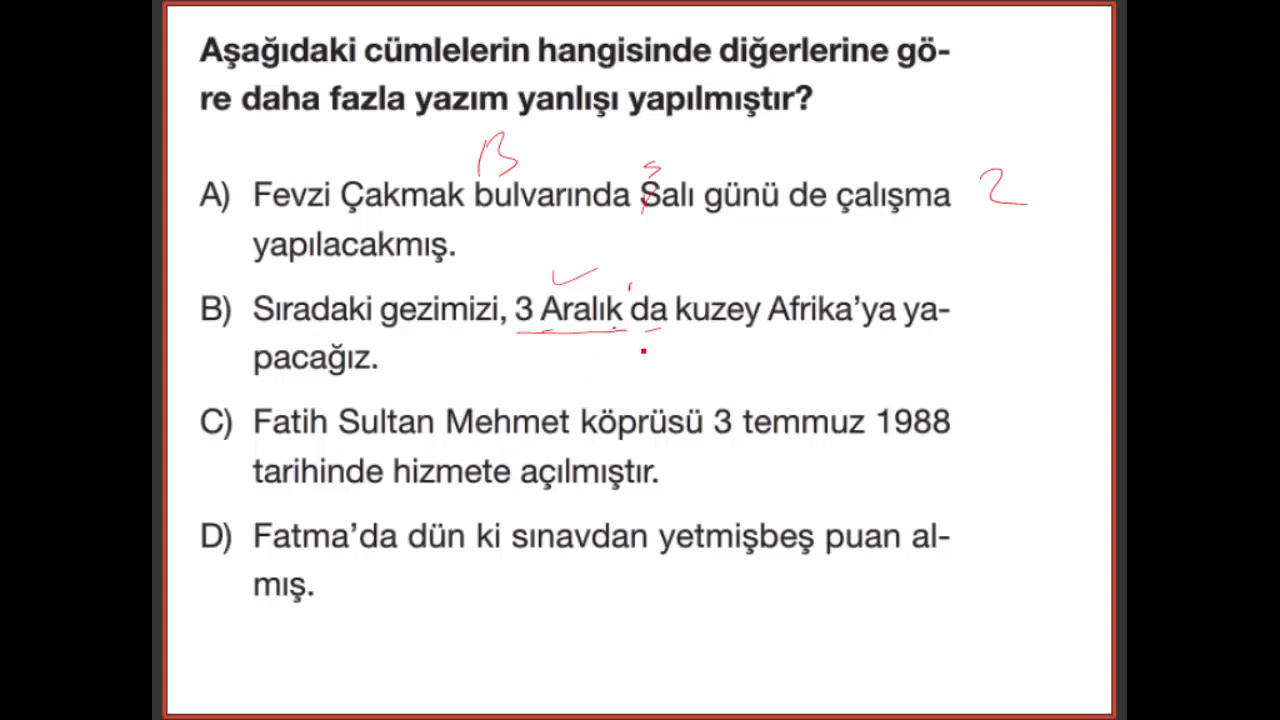 Aşağıdaki cümlelerin hangisinde diğerlerine gö-
re daha fazla yazım yanlışı yapılmıştır?
B
s
A) Fevzi Çakmak bulvarında Salı günü de çalışma 2
yapılacakmış.
B) Sıradaki gezimizi, 3 Aralık'da kuzey Afrika'ya ya-
pacağız.
C) Fatih Sultan Mehmet köprüsü 3 temmuz 1988
tarihinde hizmete açılmıştır.
D) Fatma'da dün ki sınavdan yetmişbeş puan al-
mış.